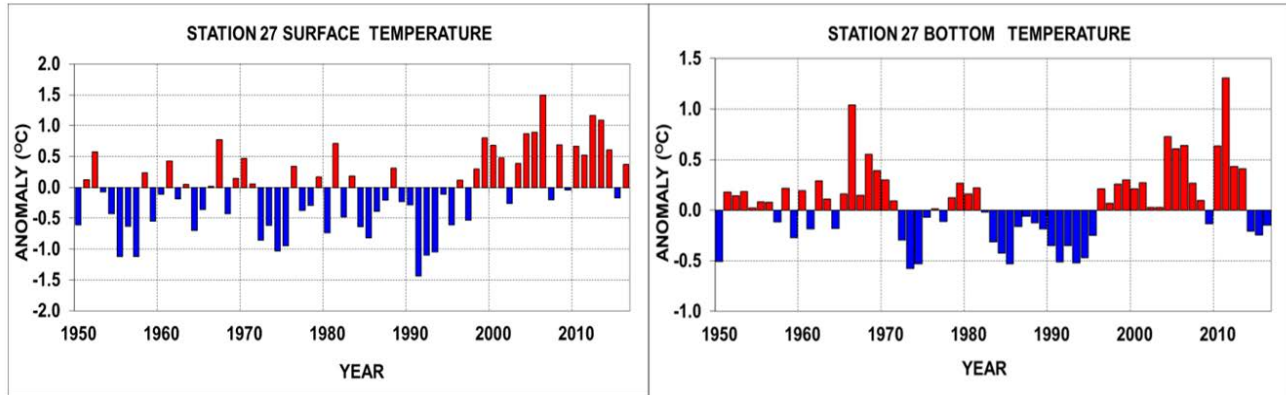 STATION 27 SURFACE TEMPERATURE
ANOMALY (ºC)
2.0
1.5
1.0
0.5
0.0
-0.5
-1.0
-1.5
-2.0
1950 1960 1970 1980 1990 2000 2010
YEAR
STATION 27 BOTTOM TEMPERATURE
ANOMALY (ºC)
1.5
1.0
0.5
0.0
-0.5
-1.0
1950 1960 1970 1980 1990 2000 2010
YEAR